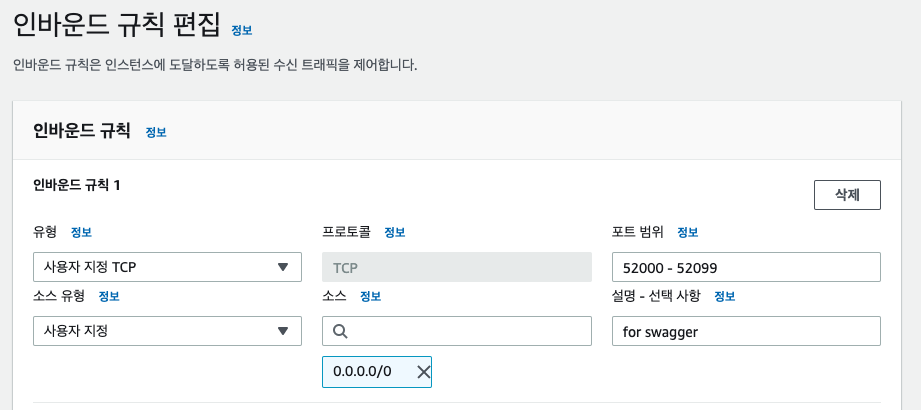 인바운드 규칙 편집 정보
인바운드 규칙은 인스턴스에 도달하도록 허용된 수신 트래픽을 제어합니다.
인바운드 규칙 정보
인바운드 규칙 1
삭제
유형 정보 프로토콜 정보 포트 범위 정보
사용자 지정 TCP TCP 52000 - 52099
소스 유형 정보 소스 정보 설명 - 선택 사항 정보
사용자 지정 for swagger
0.0.0.0/0